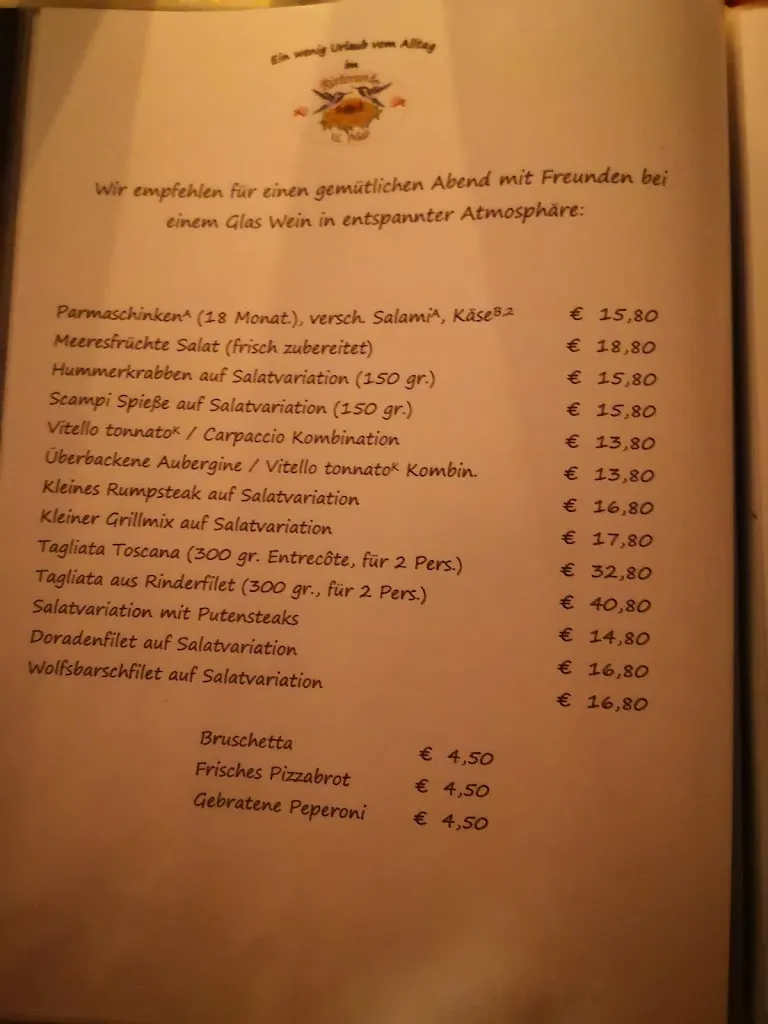 Ein wenig Urlaub vom Alltag
im
Wir empfehlen für einen gemütlichen Abend mit Freunden bei
einem Glas Wein in entspannter Atmosphäre:
Parmaschinkenᴬ (18 Monat.), versch. Salamiᴬ, Käseᴮ,² € 15,80
Meeresfrüchte Salat (frisch zubereitet) € 18,80
Hummerkrabben auf Salatvariation (150 gr.) € 15,80
Scampi Spieße auf Salatvariation (150 gr.) € 15,80
Vitello tonnatoᴷ / Carpaccio Kombination € 13,80
Überbackene Aubergine / Vitello tonnatoᴷ Kombin. € 13,80
Kleines Rumpsteak auf Salatvariation € 16,80
Kleiner Grillmix auf Salatvariation € 17,80
Tagliata Toscana (300 gr. Entrecôte, für 2 Pers.) € 32,80
Tagliata aus Rinderfilet (300 gr., für 2 Pers.) € 40,80
Salatvariation mit Putensteaks € 14,80
Doradenfilet auf Salatvariation € 16,80
Wolfsbarschfilet auf Salatvariation € 16,80
Bruschetta € 4,50
Frisches Pizzabrot € 4,50
Gebratene Peperoni € 4,50